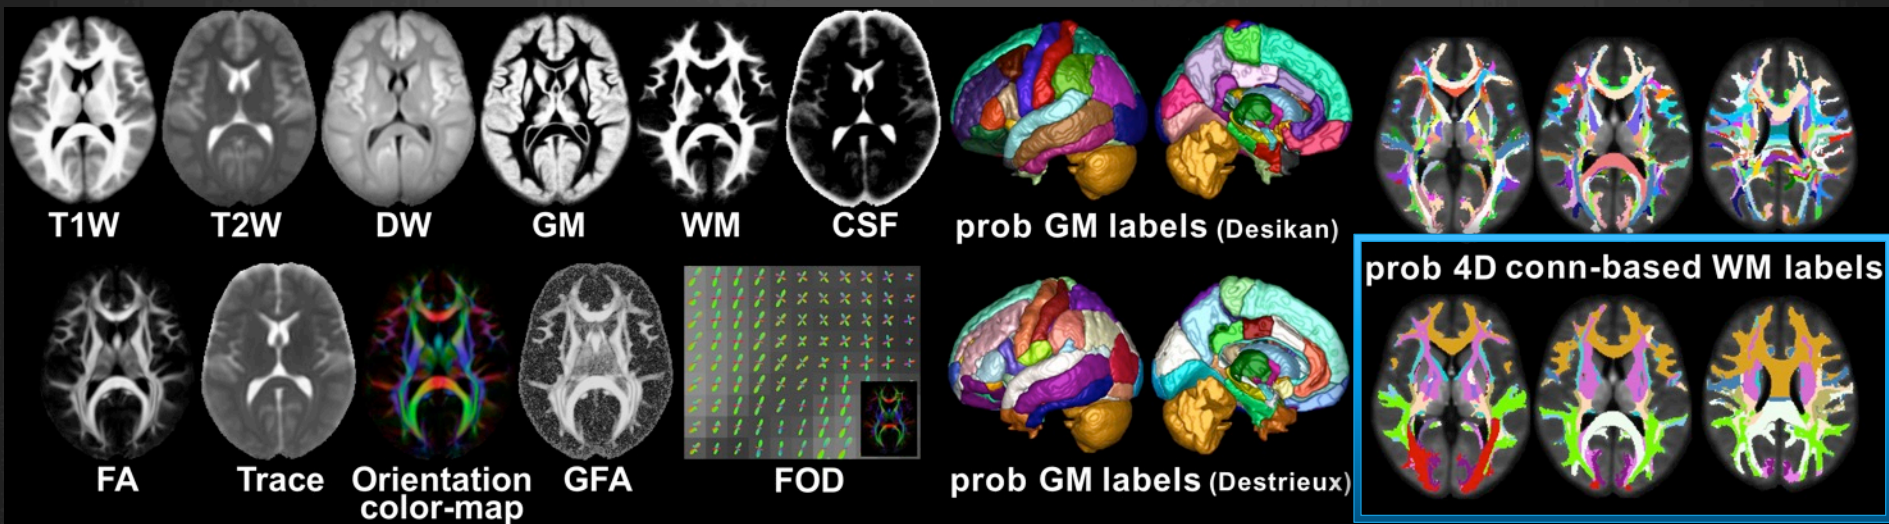 T1W
T2W
DW
GM
WM
CSF
prob GM labels (Desikan)
prob 4D conn-based WM labels
FA
Trace
Orientation
color-map
GFA
FOD
prob GM labels (Destrieux)